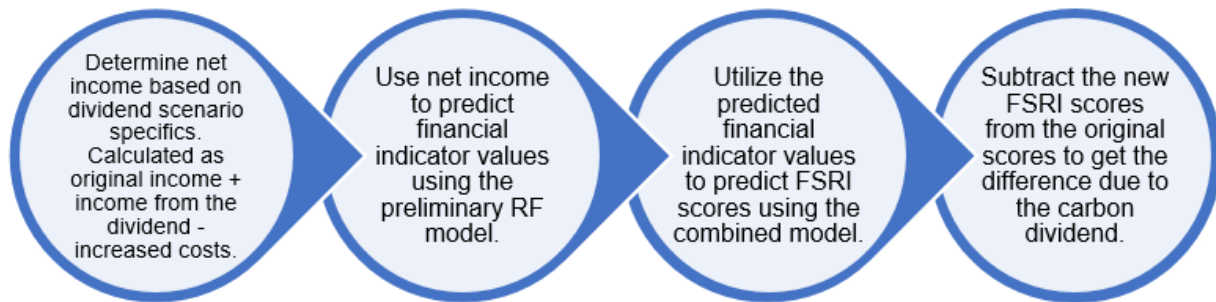 Determine net
income based on
dividend scenario
specifics.
Calculated as
original income +
income from the
dividend -
increased costs.
Use net income
to predict
financial
indicator values
using the
preliminary RF
model.
Utilize the
predicted
financial
indicator values
to predict FSRI
scores using the
combined model.
Subtract the new
FSRI scores
from the original
scores to get the
difference due to
the carbon
dividend.